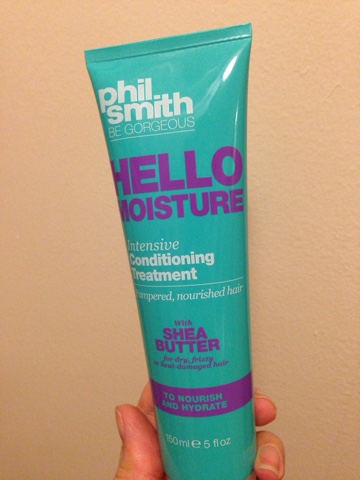 phil
smith
BE GORGEOUS
HELLO
MOISTURE
Intensive
Conditioning
Treatment
pampered, nourished hair
With
SHEA
BUTTER
for dry, frizzy
or heat-damaged hair
TO NOURISH
AND HYDRATE
150ml e 5 fl oz